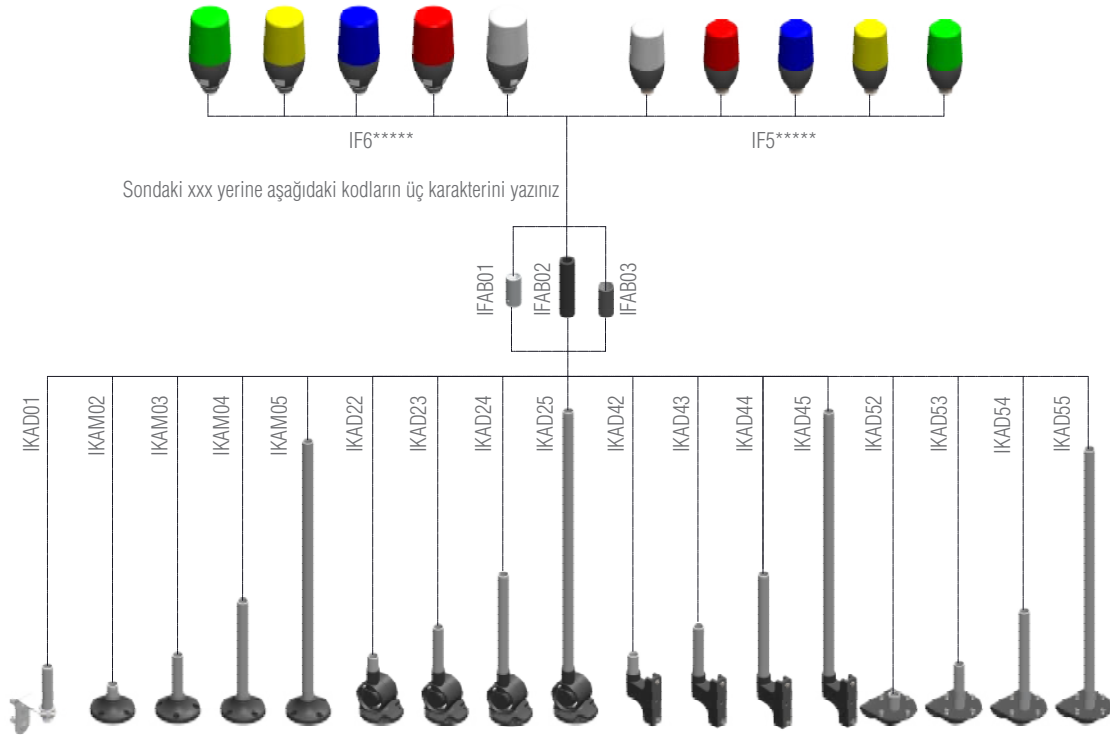 IF6*****
IF5*****
Sondaki xxx yerine aşağıdaki kodların üç karakterini yazınız
IFAB01
IFAB02
IFAB03
IKAD01
IKAM02
IKAM03
IKAM04
IKAM05
IKAD22
IKAD23
IKAD24
IKAD25
IKAD42
IKAD43
IKAD44
IKAD45
IKAD52
IKAD53
IKAD54
IKAD55